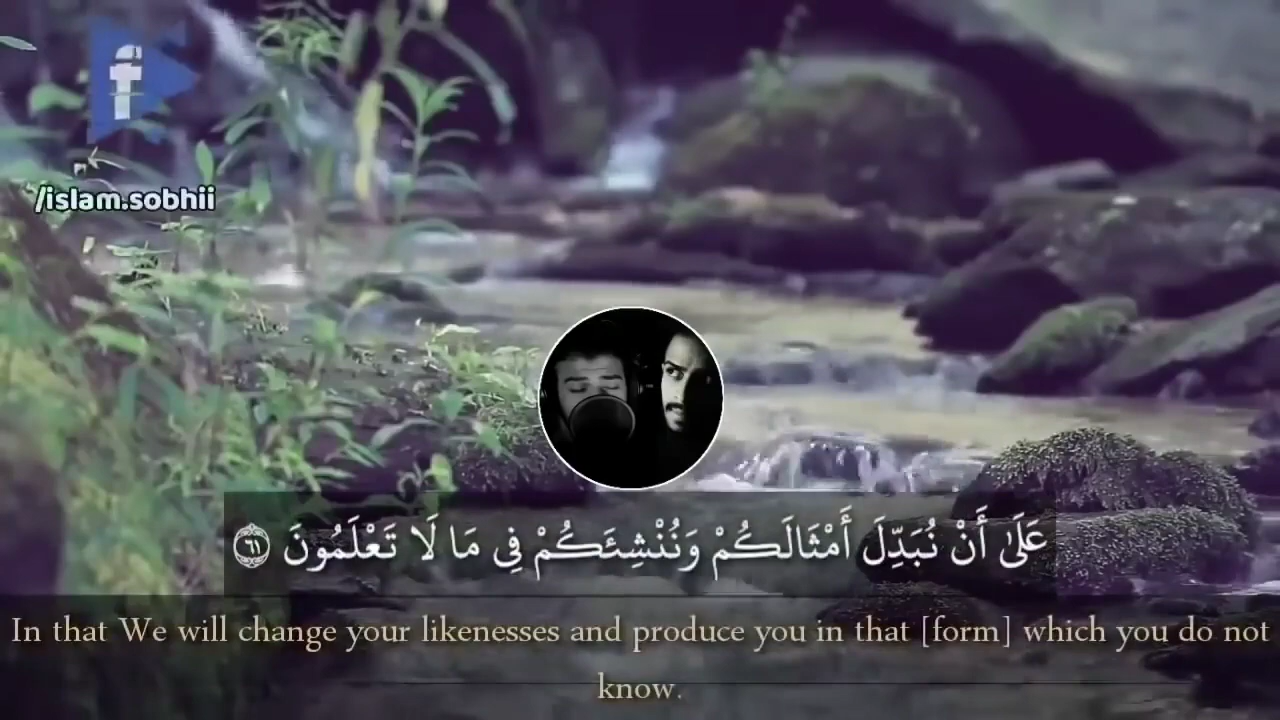 f
/islam.sobhii
عَلَىٰ أَنْ نُبَدِّلَ أَمْثَالَكُمْ وَنُنْشِئَكُمْ فِي مَا لَا تَعْلَمُونَ ٦١
In that We will change your likenesses and produce you in that [form] which you do not
know.